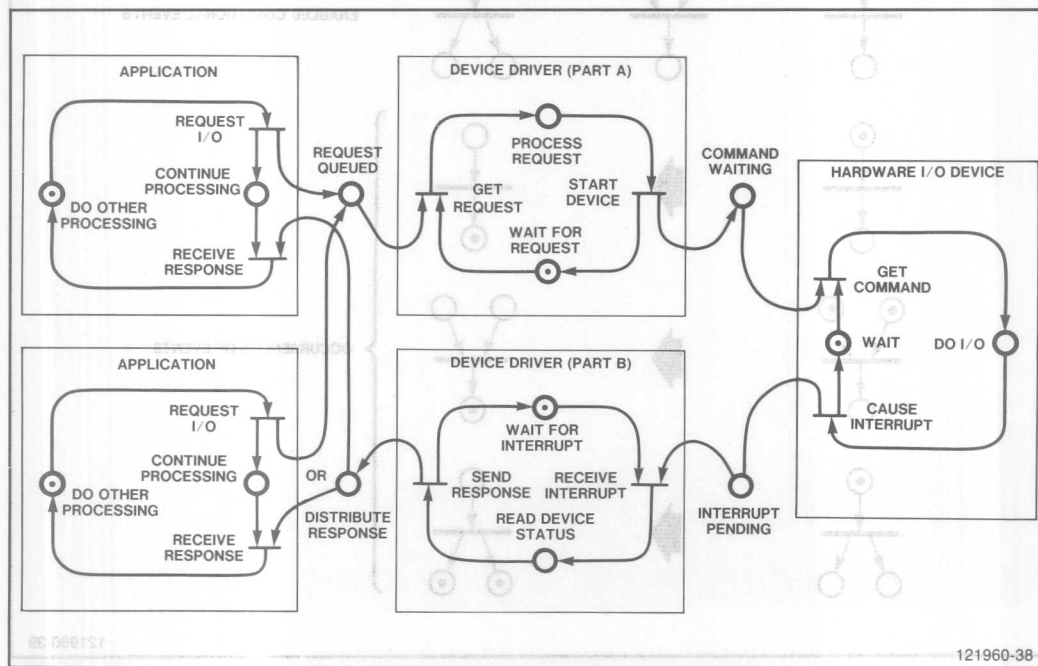 APPLICATION
REQUEST
I/O
CONTINUE
PROCESSING
DO OTHER
PROCESSING
RECEIVE
RESPONSE
REQUEST
QUEUED
DEVICE DRIVER (PART A)
PROCESS
REQUEST
GET
REQUEST
START
DEVICE
WAIT FOR
REQUEST
COMMAND
WAITING
HARDWARE I/O DEVICE
GET
COMMAND
WAIT
DO I/O
CAUSE
INTERRUPT
APPLICATION
REQUEST
I/O
CONTINUE
PROCESSING
DO OTHER
PROCESSING
RECEIVE
RESPONSE
OR
DISTRIBUTE
RESPONSE
DEVICE DRIVER (PART B)
WAIT FOR
INTERRUPT
SEND
RESPONSE
RECEIVE
INTERRUPT
READ DEVICE
STATUS
INTERRUPT
PENDING
121960-38